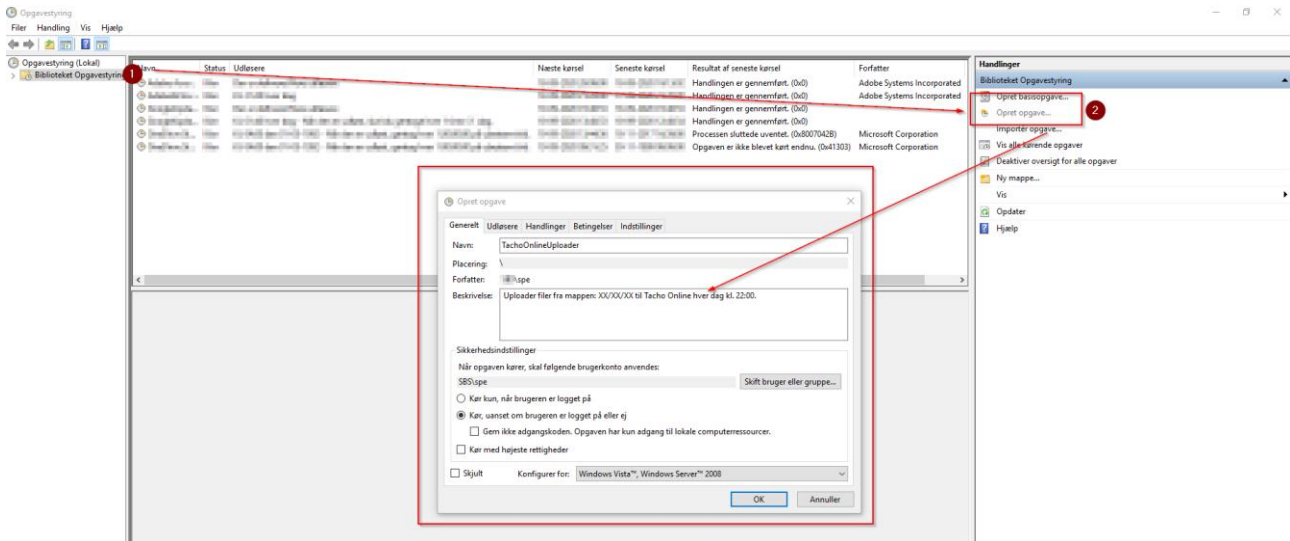 Opgavestyring
Filer Handling Vis Hjælp
Opgavestyring (Lokal)
Biblioteket Opgavestyring
1
Navn Status Udløsere Næste kørsel Seneste kørsel Resultat af seneste kørsel Forfatter
Handlingen er gennemført. (0x0) Adobe Systems Incorporated
Handlingen er gennemført. (0x0) Adobe Systems Incorporated
Handlingen er gennemført. (0x0)
Handlingen er gennemført. (0x0)
Processen sluttede uventet. (0x8007042B) Microsoft Corporation
Opgaven er ikke blevet kørt endnu. (0x41303) Microsoft Corporation
Opret opgave
Generelt Udløsere Handlinger Betingelser Indstillinger
Navn: TachoOnlineUploader
Placering: \
Forfatter: \spe
Beskrivelse: Uploader filer fra mappen: XX/XX/XX til Tacho Online hver dag kl. 22:00.
Sikkerhedsindstillinger
Når opgaven kører, skal følgende brugerkonto anvendes:
SBS\spe Skift bruger eller gruppe...
Kør kun, når brugeren er logget på
Kør, uanset om brugeren er logget på eller ej
Gem ikke adgangskoden. Opgaven har kun adgang til lokale computerressourcer.
Kør med højeste rettigheder
Skjult Konfigurer for: Windows Vista™, Windows Server™ 2008
OK Annuller
Handlinger
Biblioteket Opgavestyring
Opret basisopgave...
Opret opgave...
2
Importér opgave...
Vis alle kørende opgaver
Deaktiver oversigt for alle opgaver
Ny mappe...
Vis
Opdater
Hjælp